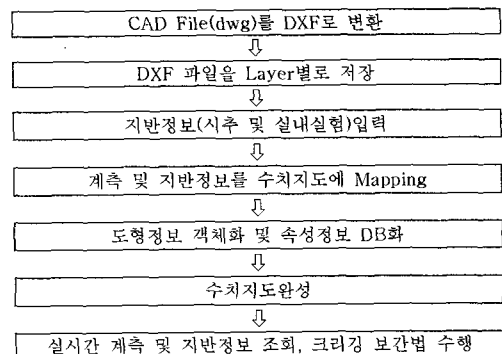 CAD File(dwg)를 DXF로 변환
DXF 파일을 Layer별로 저장
지반정보(시추 및 실내실험)입력
계측 및 지반정보를 수치지도에 Mapping
도형정보 객체화 및 속성정보 DB화
수치지도완성
실시간 계측 및 지반정보 조회, 크리깅 보간법 수행